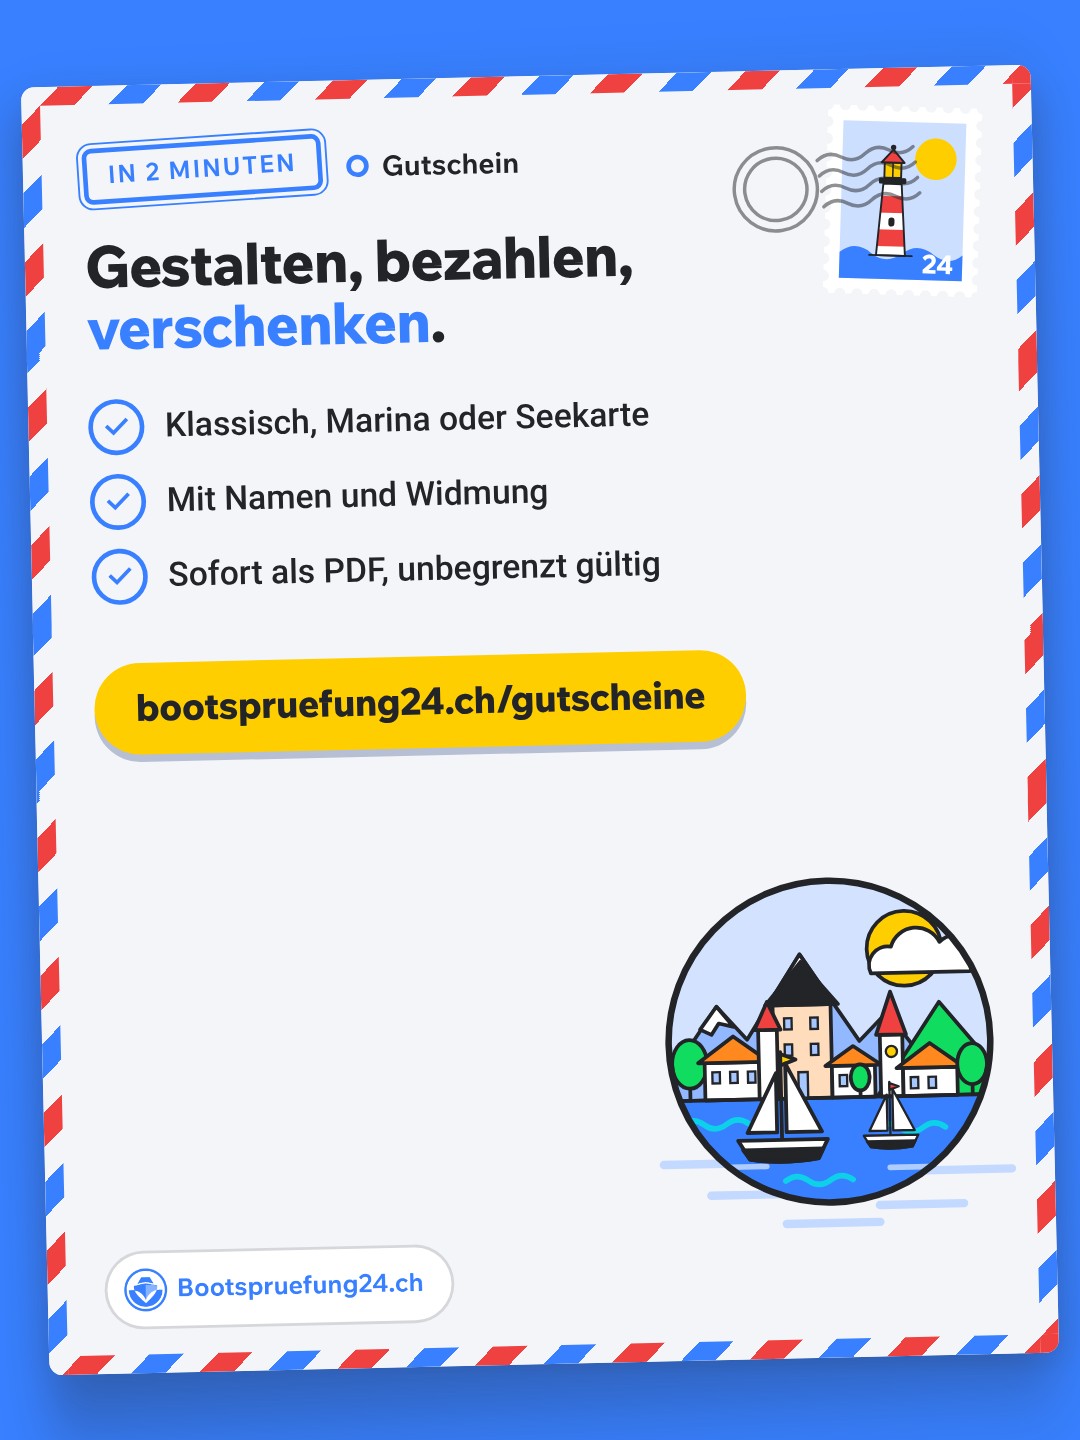 IN 2 MINUTEN
Gutschein
24
Gestalten, bezahlen,
verschenken.
Klassisch, Marina oder Seekarte
Mit Namen und Widmung
Sofort als PDF, unbegrenzt gültig
bootspruefung24.ch/gutscheine
Bootspruefung24.ch